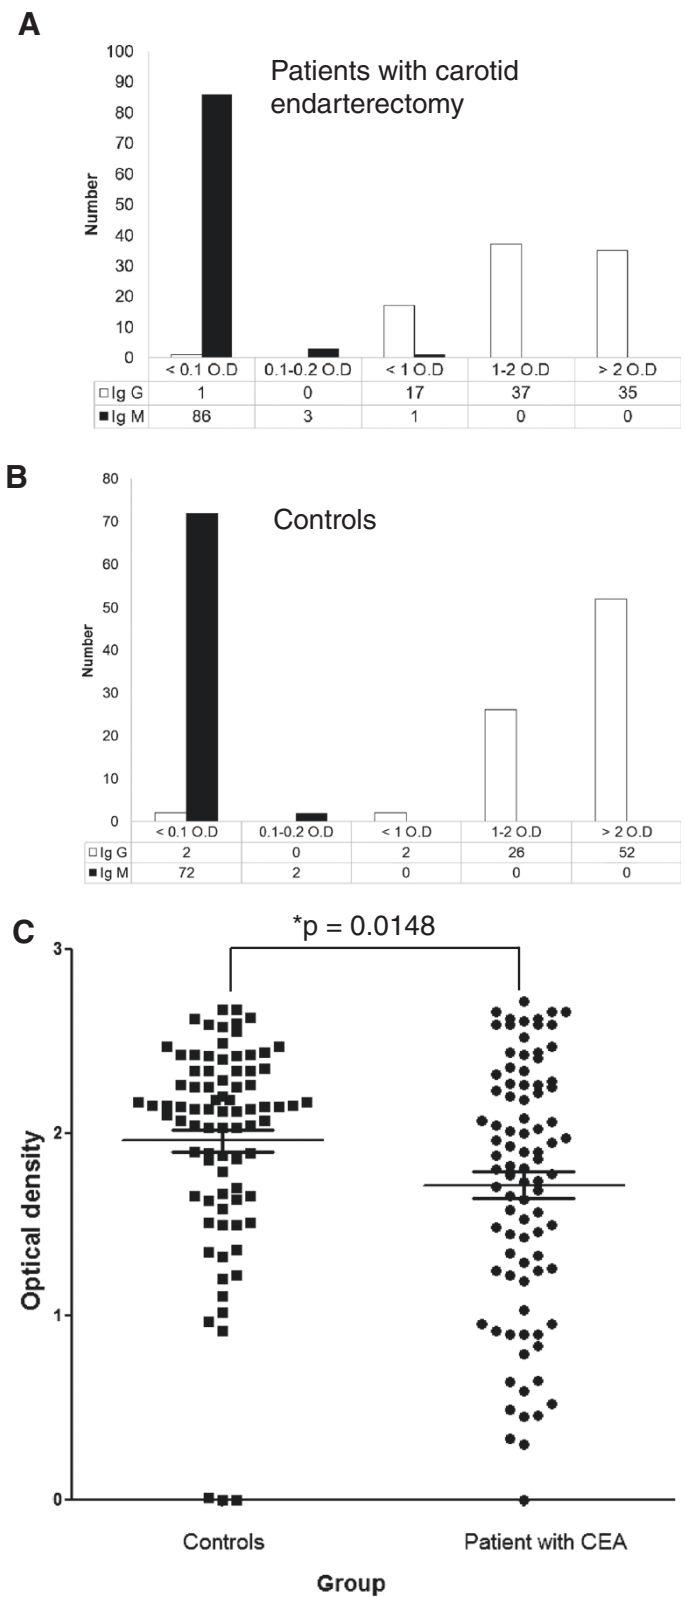 A
Patients with carotid
endarterectomy
Number
100
90
80
70
60
50
40
30
20
10
0
< 0.1 O.D 0.1-0.2 O.D < 1 O.D 1-2 O.D > 2 O.D
Ig G 1 0 17 37 35
Ig M 86 3 1 0 0
B
Controls
Number
80
70
60
50
40
30
20
10
0
< 0.1 O.D 0.1-0.2 O.D < 1 O.D 1-2 O.D > 2 O.D
Ig G 2 0 2 26 52
Ig M 72 2 0 0 0
C
*p = 0.0148
Optical density
3
2
1
0
Controls Patient with CEA
Group